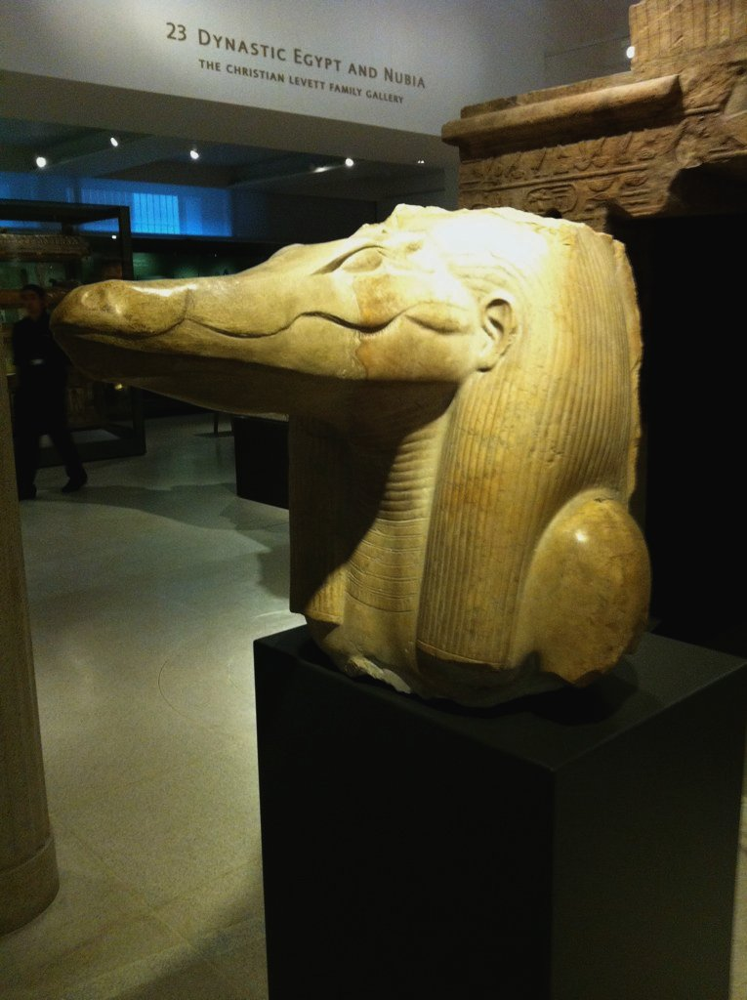 23 Dynastic Egypt and Nubia
The Christian Levett Family Gallery